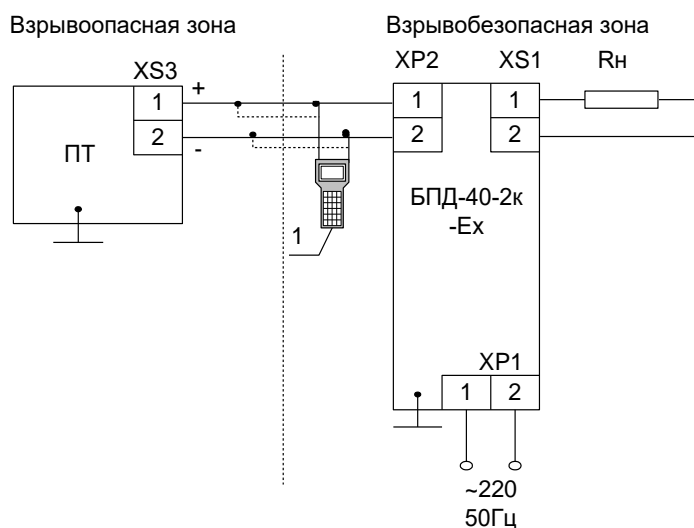 Взрывоопасная зона
Взрывобезопасная зона
XS3
XP2
XS1
Rн
+
1
2
-
ПТ
1
2
1
2
БПД-40-2к
-Ex
1
XP1
1
2
~220
50Гц